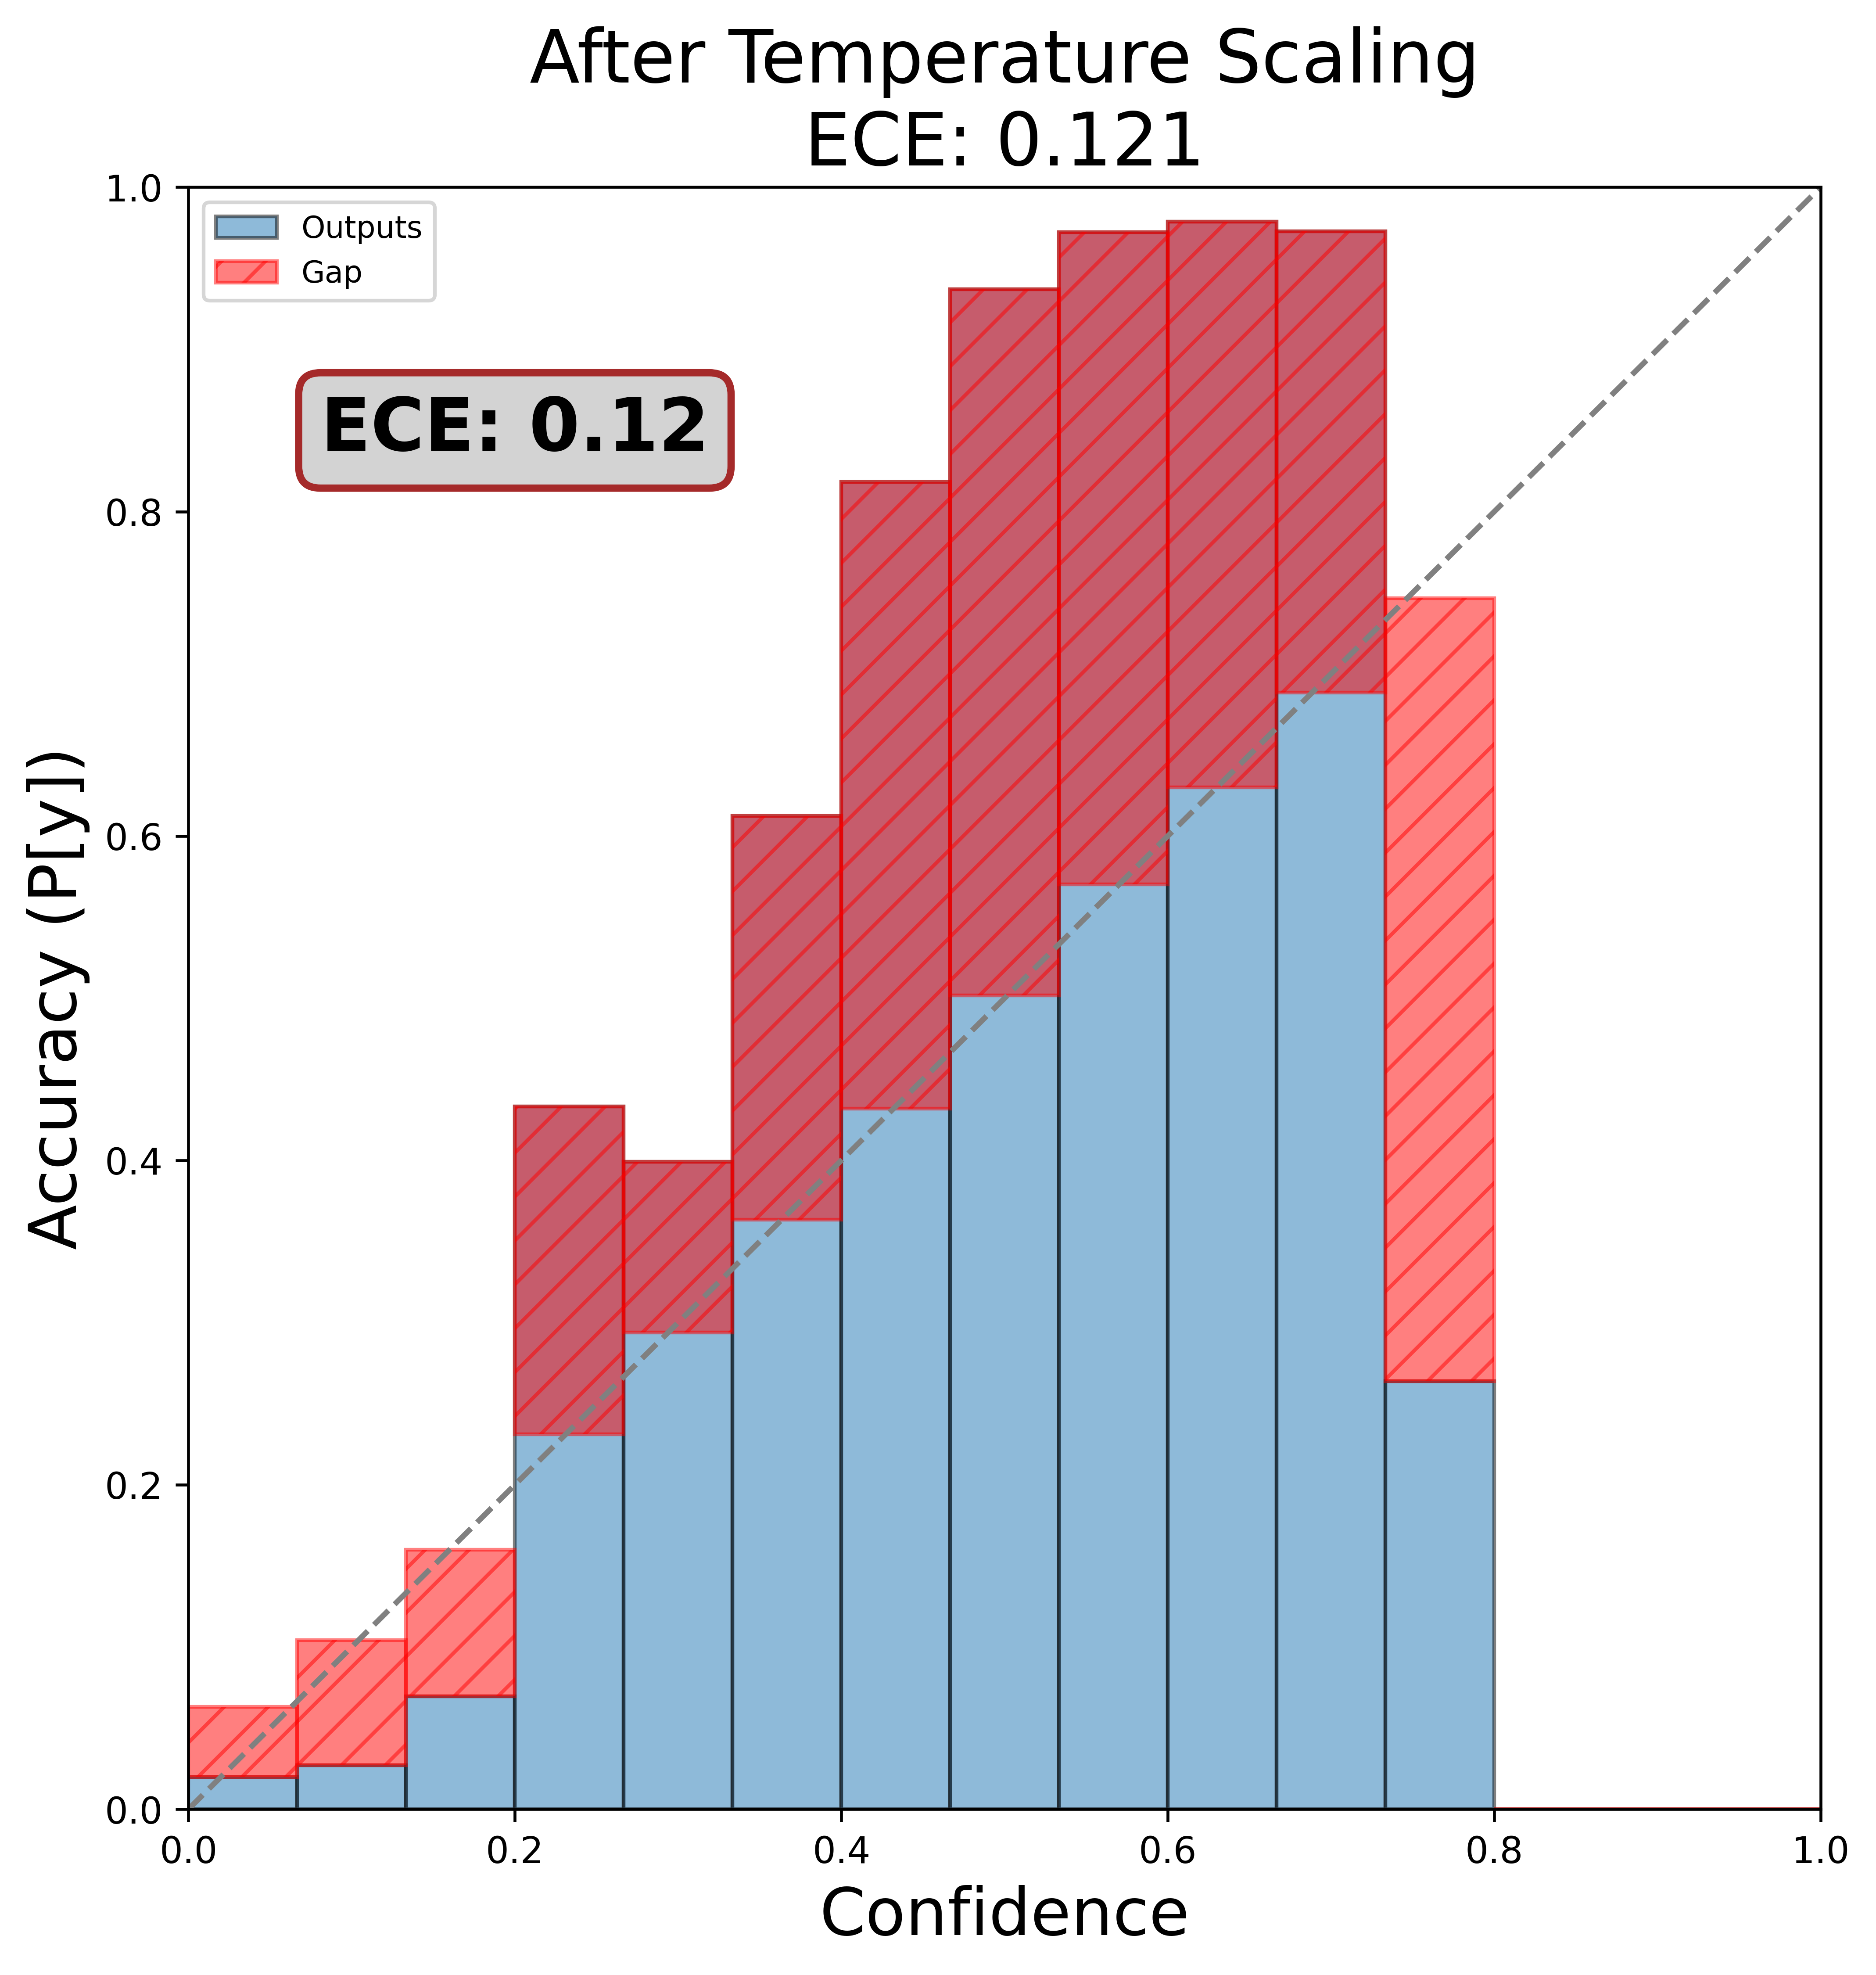 After Temperature Scaling
ECE: 0.121
1.0
0.8
0.6
0.4
0.2
0.0
Accuracy (P[y])
Outputs
Gap
ECE: 0.12
0.0 0.2 0.4 0.6 0.8 1.0
Confidence